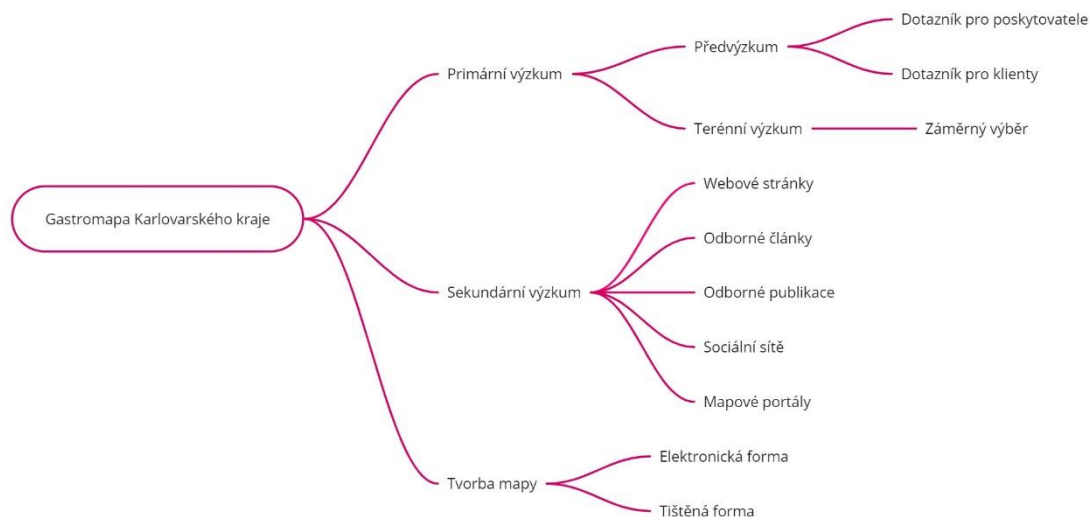 Gastromapa Karlovarského kraje
Primární výzkum
Předvýzkum
Dotazník pro poskytovatele
Dotazník pro klienty
Terénní výzkum
Záměrný výběr
Sekundární výzkum
Webové stránky
Odborné články
Odborné publikace
Sociální sítě
Mapové portály
Tvorba mapy
Elektronická forma
Tištěná forma